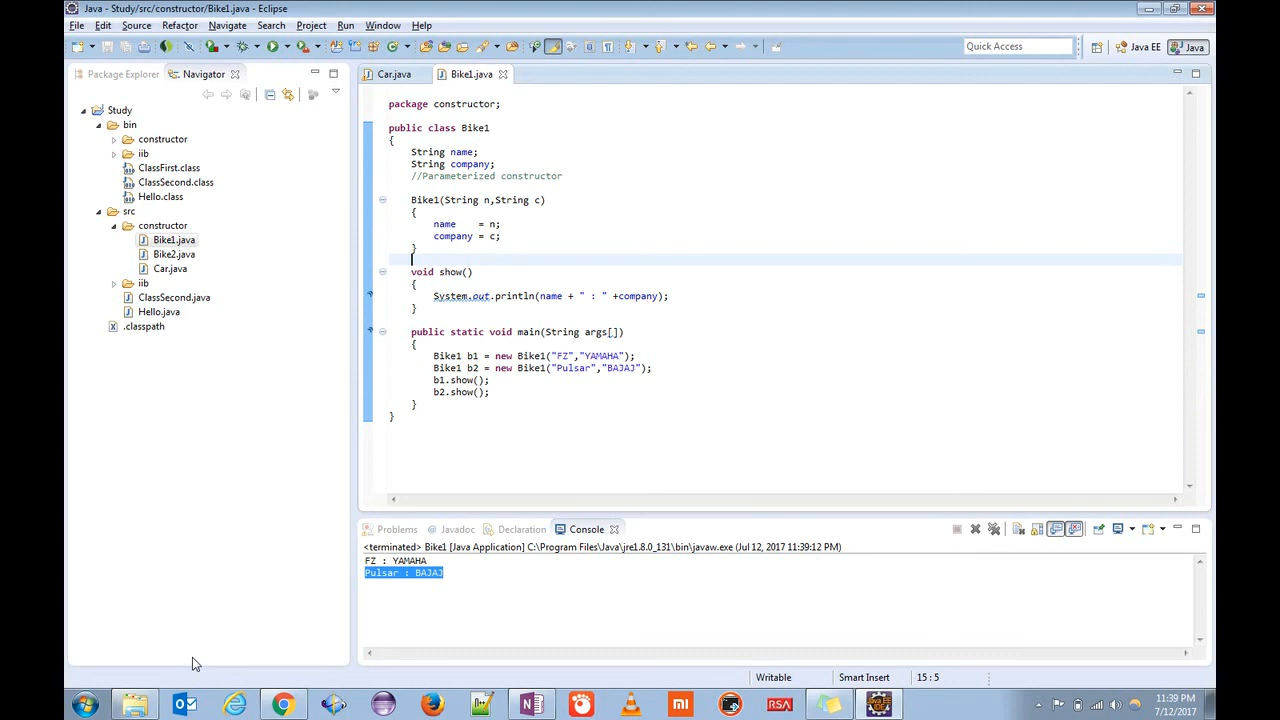 Java - Study/src/constructor/Bike1.java - Eclipse
File Edit Source Refactor Navigate Search Project Run Window Help
Quick Access
Java EE
Java
Package Explorer
Navigator
Study
bin
constructor
iib
ClassFirst.class
ClassSecond.class
Hello.class
src
constructor
Bike1.java
Bike2.java
Car.java
iib
ClassSecond.java
Hello.java
.classpath
Car.java
Bike1.java
package constructor;
public class Bike1
{
String name;
String company;
//Parameterized constructor
Bike1(String n,String c)
{
name = n;
company = c;
}
void show()
{
System.out.println(name + " : " +company);
}
public static void main(String args[])
{
Bike1 b1 = new Bike1("FZ","YAMAHA");
Bike1 b2 = new Bike1("Pulsar","BAJAJ");
b1.show();
b2.show();
}
}
Problems
Javadoc
Declaration
Console
<terminated> Bike1 [Java Application] C:\Program Files\Java\jre1.8.0_131\bin\javaw.exe (Jul 12, 2017 11:39:12 PM)
FZ : YAMAHA
Pulsar : BAJAJ
Writable
Smart Insert
15 : 5
RSA
11:39 PM
7/12/2017